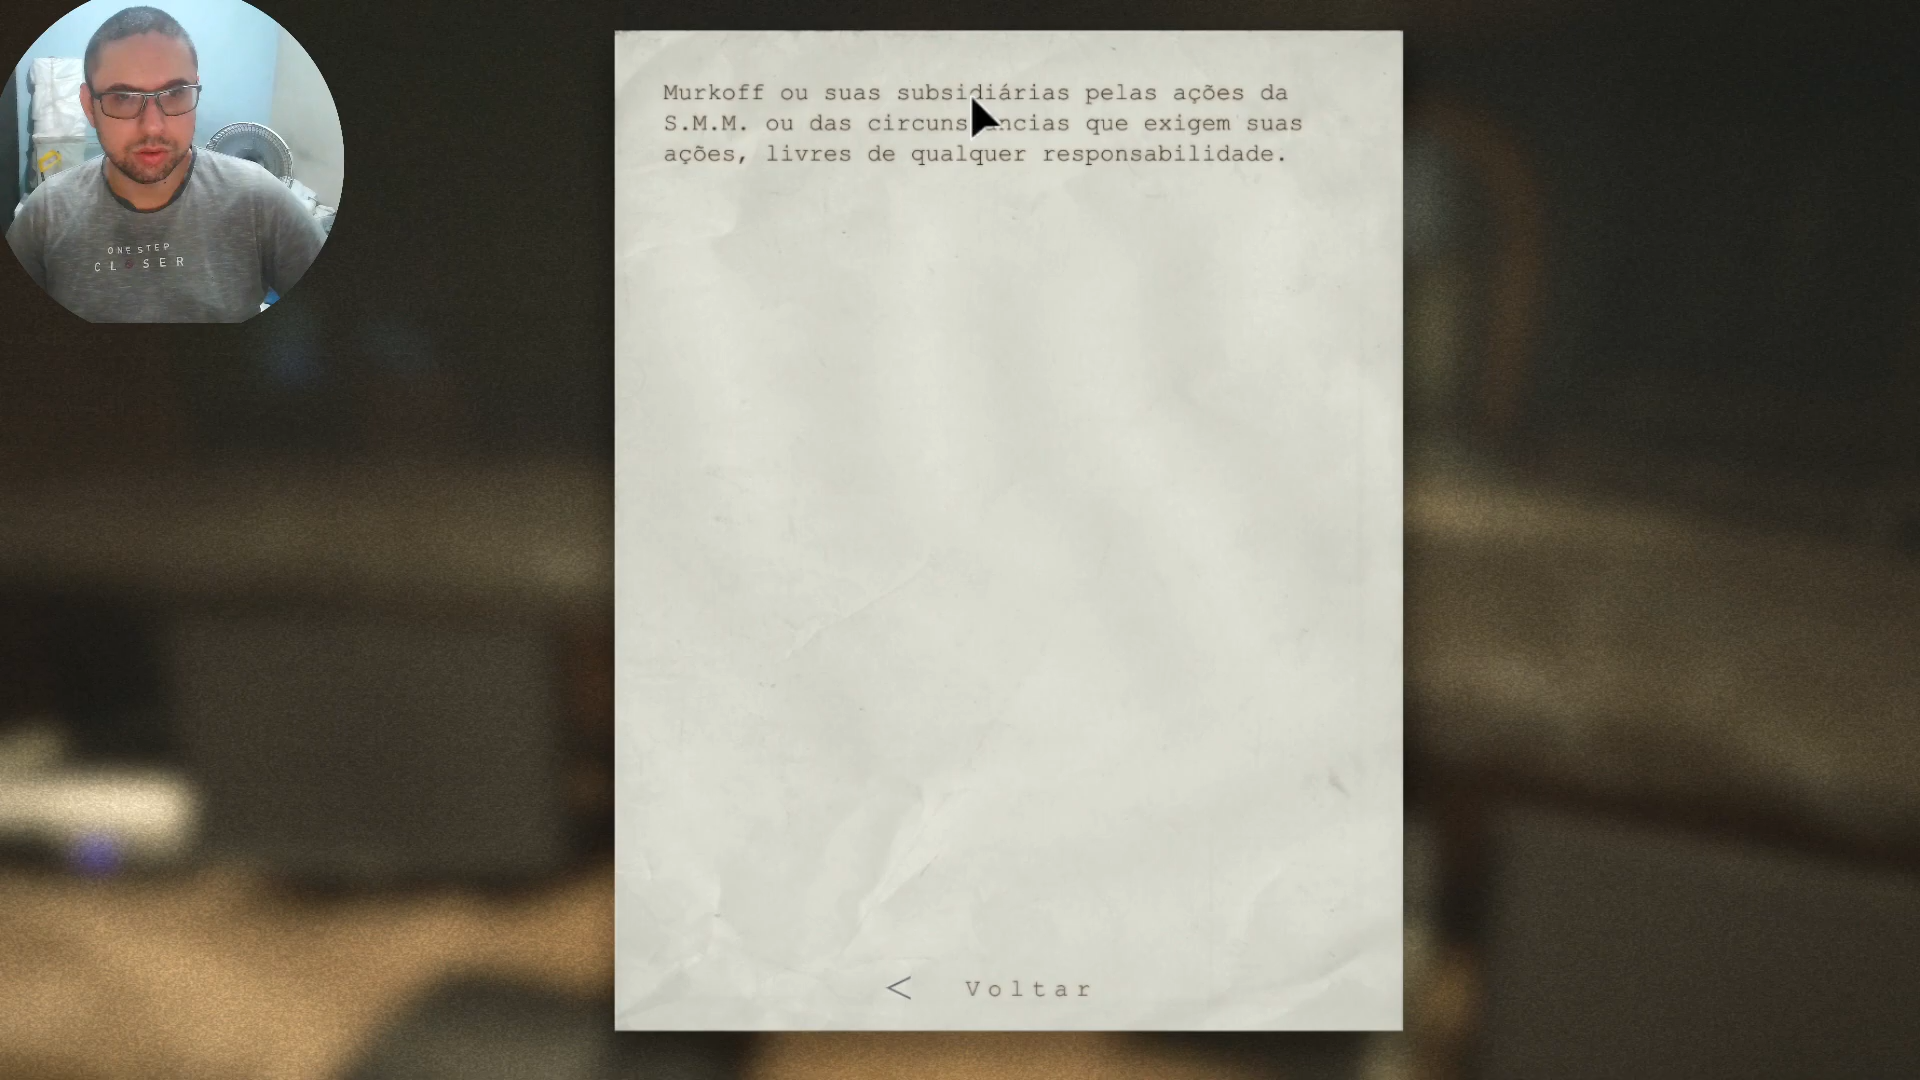 Murkoff ou suas subsidiárias pelas ações da
S.M.M. ou das que exigem suas
ações, livres de qualquer responsabilidade.
< Voltar
ONE STEP
CLOSER